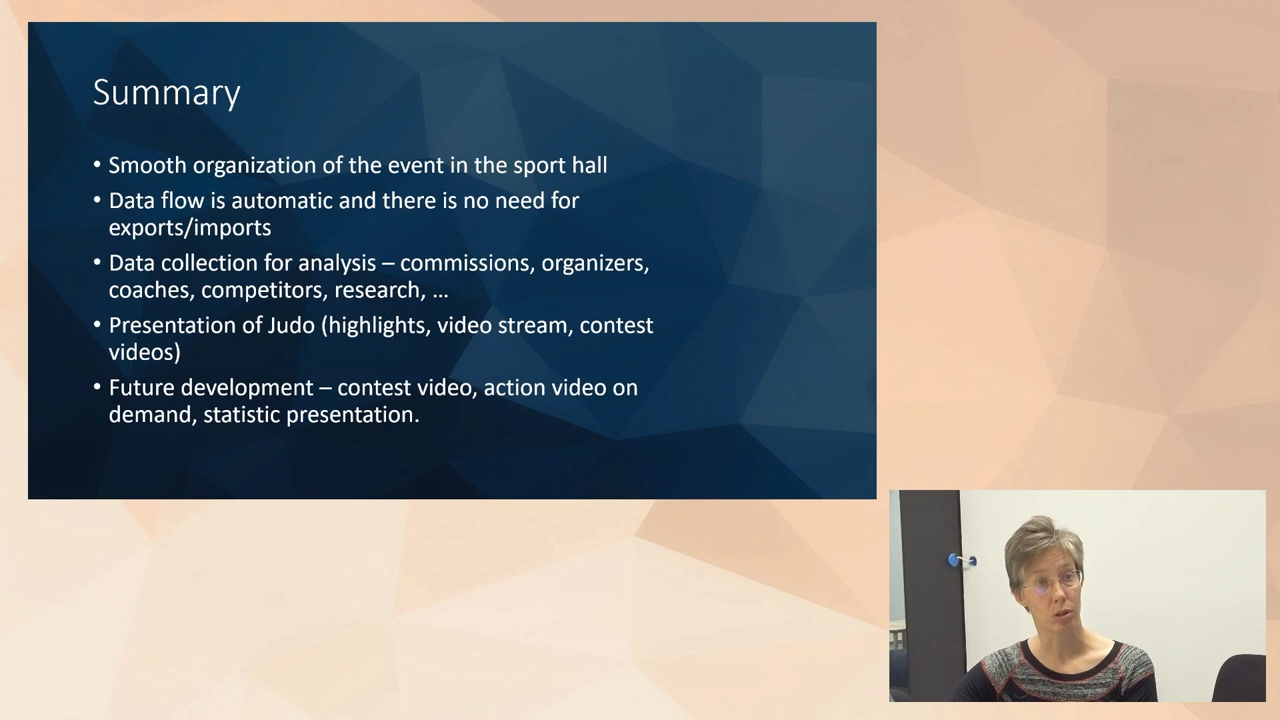 Summary
• Smooth organization of the event in the sport hall
• Data flow is automatic and there is no need for
exports/imports
• Data collection for analysis – commissions, organizers,
coaches, competitors, research, ...
• Presentation of Judo (highlights, video stream, contest
videos)
• Future development – contest video, action video on
demand, statistic presentation.